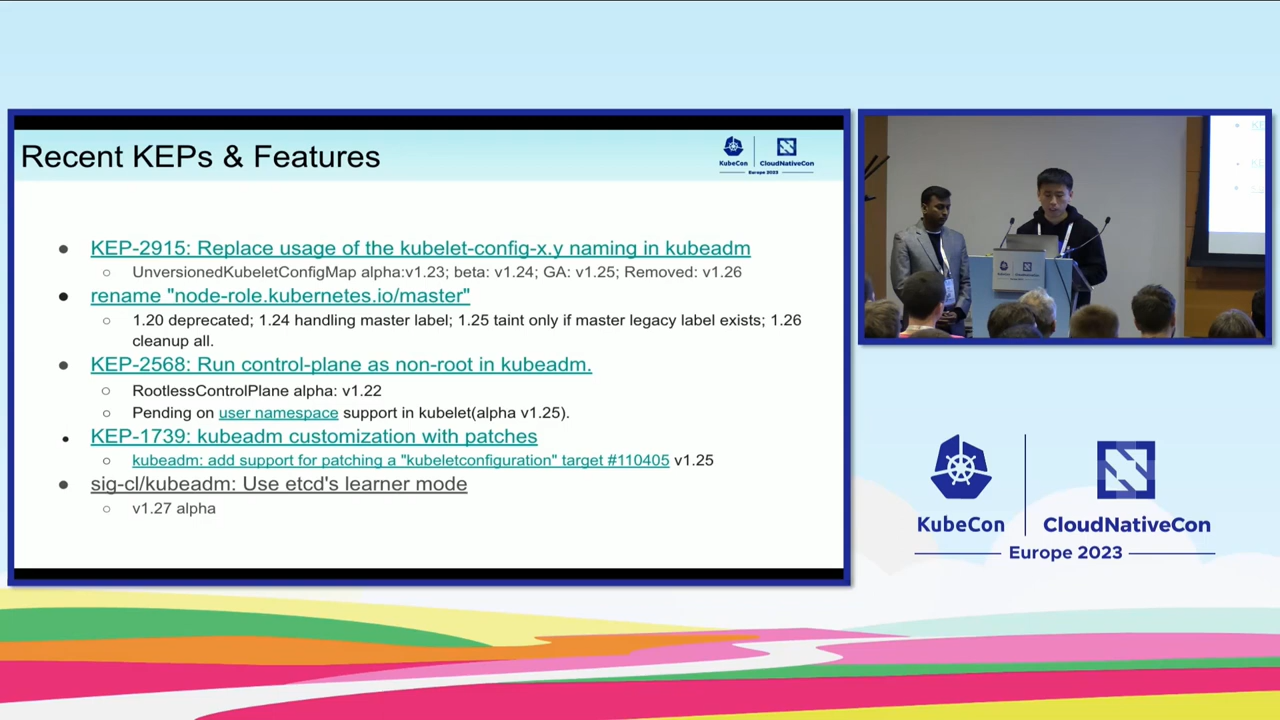 Recent KEPs & Features
KubeCon
CloudNativeCon
Europe 2023
KEP-2915: Replace usage of the kubelet-config-x.y naming in kubeadm
UnversionedKubeletConfigMap alpha:v1.23; beta: v1.24; GA: v1.25; Removed: v1.26
rename "node-role.kubernetes.io/master"
1.20 deprecated; 1.24 handling master label; 1.25 taint only if master legacy label exists; 1.26
cleanup all.
KEP-2568: Run control-plane as non-root in kubeadm.
RootlessControlPlane alpha: v1.22
Pending on user namespace support in kubelet(alpha v1.25).
KEP-1739: kubeadm customization with patches
kubeadm: add support for patching a "kubeletconfiguration" target #110405 v1.25
sig-cl/kubeadm: Use etcd's learner mode
v1.27 alpha
KubeCon
CloudNativeCon
Europe 2023